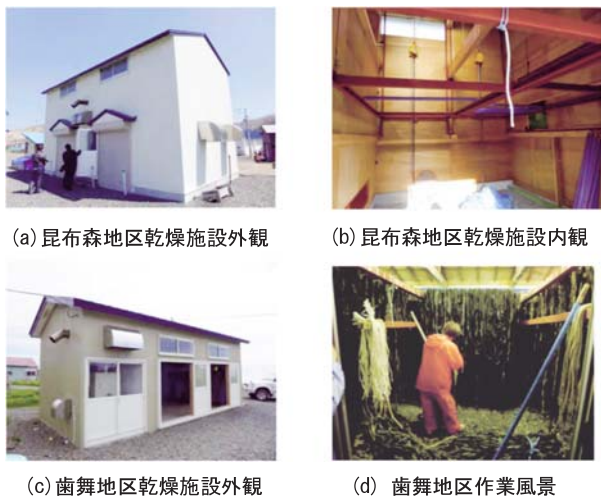 (a) 昆布森地区乾燥施設外観
(b) 昆布森地区乾燥施設内観
(c) 歯舞地区乾燥施設外観
(d) 歯舞地区作業風景